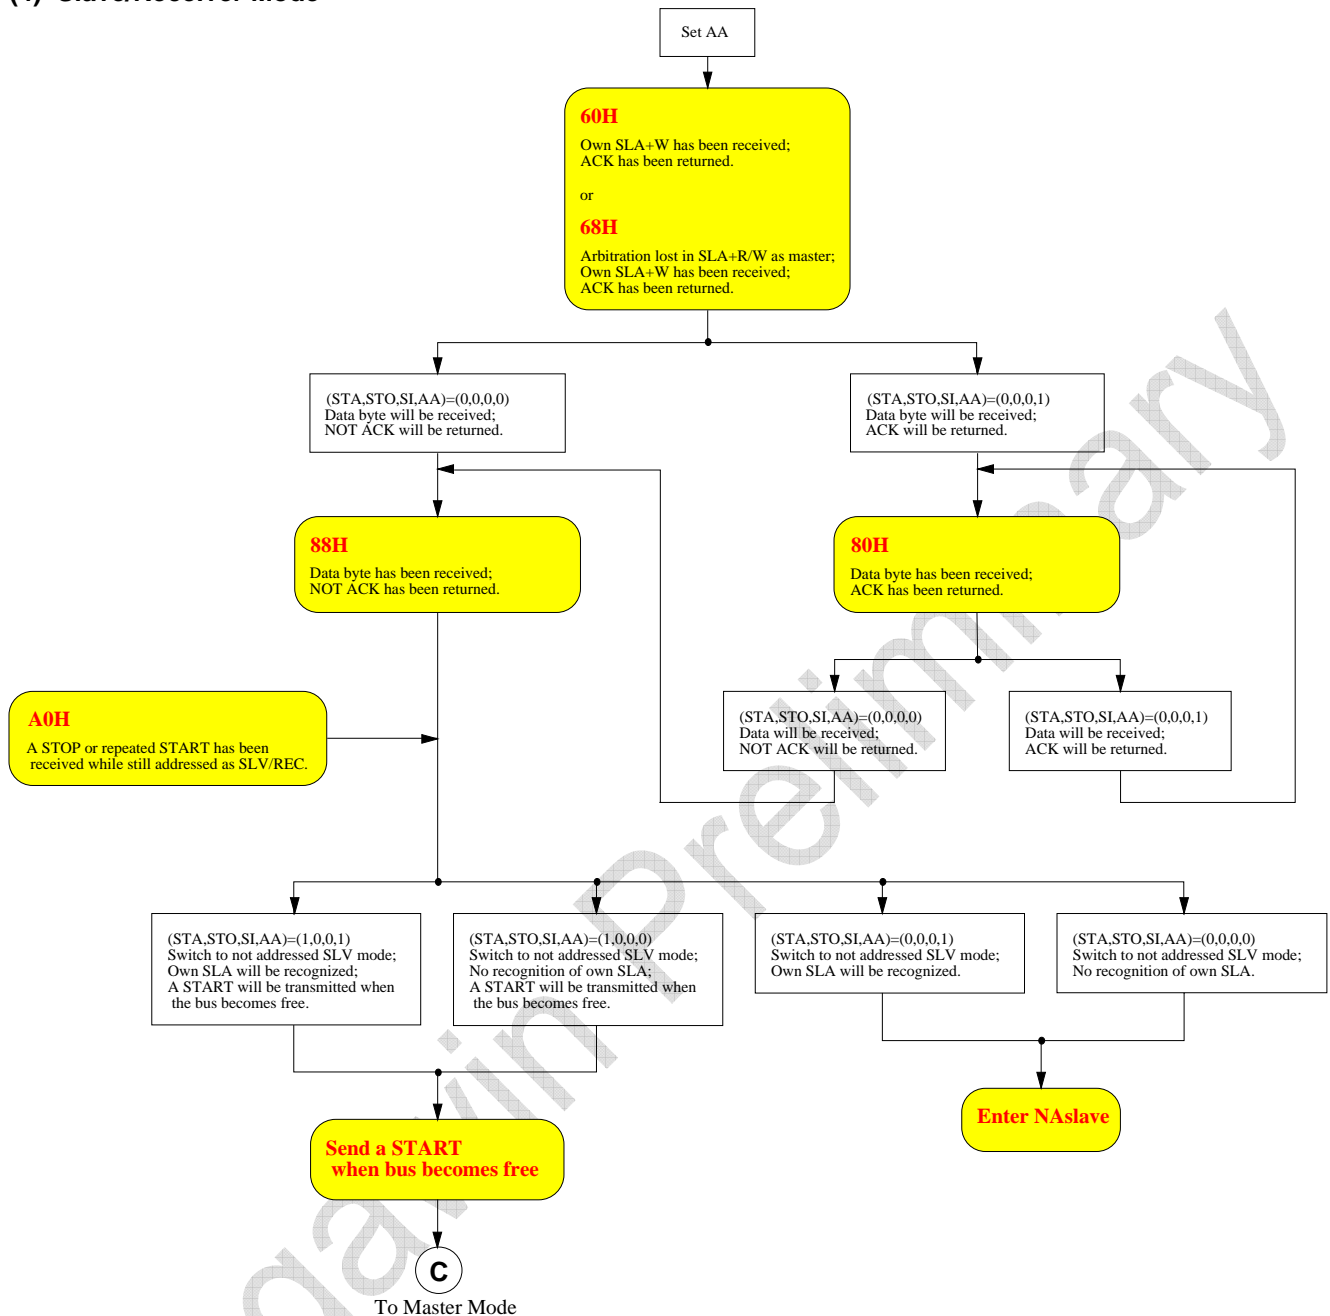 (4) Slave/Receiver Mode
Set AA
60H
Own SLA+W has been received;
ACK has been returned.
or
68H
Arbitration lost in SLA+R/W as master;
Own SLA+W has been received;
ACK has been returned.
(STA,STO,SI,AA)=(0,0,0,0)
Data byte will be received;
NOT ACK will be returned.
(STA,STO,SI,AA)=(0,0,0,1)
Data byte will be received;
ACK will be returned.
88H
Data byte has been received;
NOT ACK has been returned.
80H
Data byte has been received;
ACK has been returned.
(STA,STO,SI,AA)=(0,0,0,0)
Data will be received;
NOT ACK will be returned.
(STA,STO,SI,AA)=(0,0,0,1)
Data will be received;
ACK will be returned.
A0H
A STOP or repeated START has been
received while still addressed as SLV/REC.
(STA,STO,SI,AA)=(1,0,0,1)
Switch to not addressed SLV mode;
Own SLA will be recognized;
A START will be transmitted when
the bus becomes free.
(STA,STO,SI,AA)=(1,0,0,0)
Switch to not addressed SLV mode;
No recognition of own SLA;
A START will be transmitted when
the bus becomes free.
(STA,STO,SI,AA)=(0,0,0,1)
Switch to not addressed SLV mode;
Own SLA will be recognized.
(STA,STO,SI,AA)=(0,0,0,0)
Switch to not addressed SLV mode;
No recognition of own SLA.
Enter NAslave
Send a START
when bus becomes free
C
To Master Mode
Preliminary